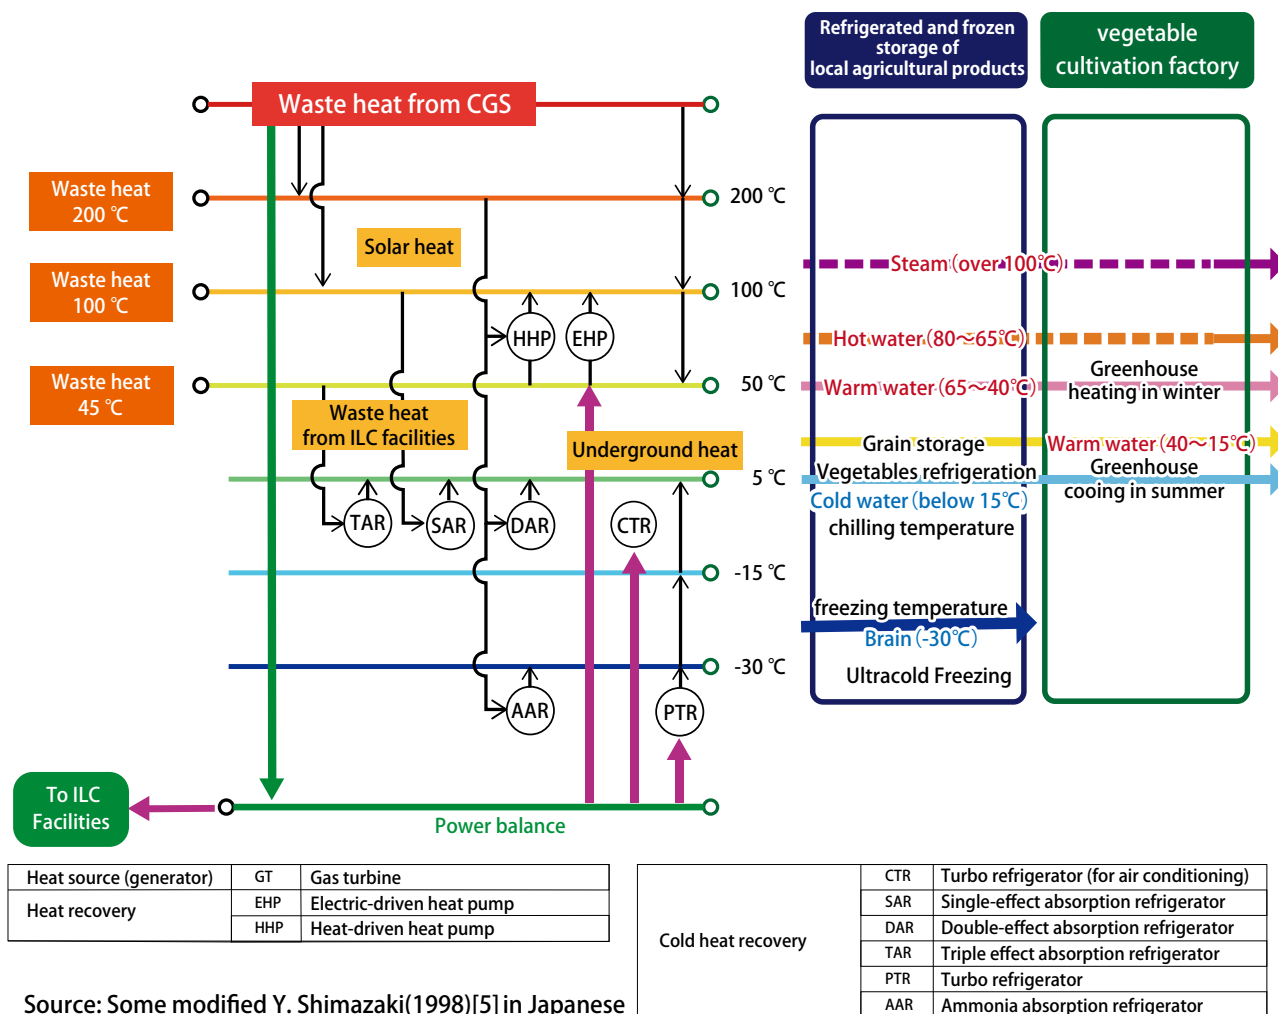 Refrigerated and frozen
storage of
local agricultural products
vegetable
cultivation factory
Waste heat from CGS
Waste heat
200 ℃
200 ℃
Solar heat
Steam（over 100℃）
Waste heat
100 ℃
100 ℃
HHP
EHP
Hot water（80～65℃）
Waste heat
45 ℃
50 ℃
Warm water（65～40℃）
Greenhouse
heating in winter
Waste heat
from ILC facilities
Underground heat
Grain storage
Warm water（40～15℃）
5 ℃
Vegetables refrigeration
Greenhouse
cooing in summer
Cold water（below 15℃）
chilling temperature
TAR
SAR
DAR
CTR
-15 ℃
freezing temperature
Brain（-30℃）
-30 ℃
Ultracold Freezing
AAR
PTR
To ILC
Facilities
Power balance
Heat source (generator) GT Gas turbine
Heat recovery EHP Electric-driven heat pump
HHP Heat-driven heat pump
Cold heat recovery
CTR Turbo refrigerator (for air conditioning)
SAR Single-effect absorption refrigerator
DAR Double-effect absorption refrigerator
TAR Triple effect absorption refrigerator
PTR Turbo refrigerator
AAR Ammonia absorption refrigerator
Source: Some modified Y. Shimazaki(1998)[5] in Japanese